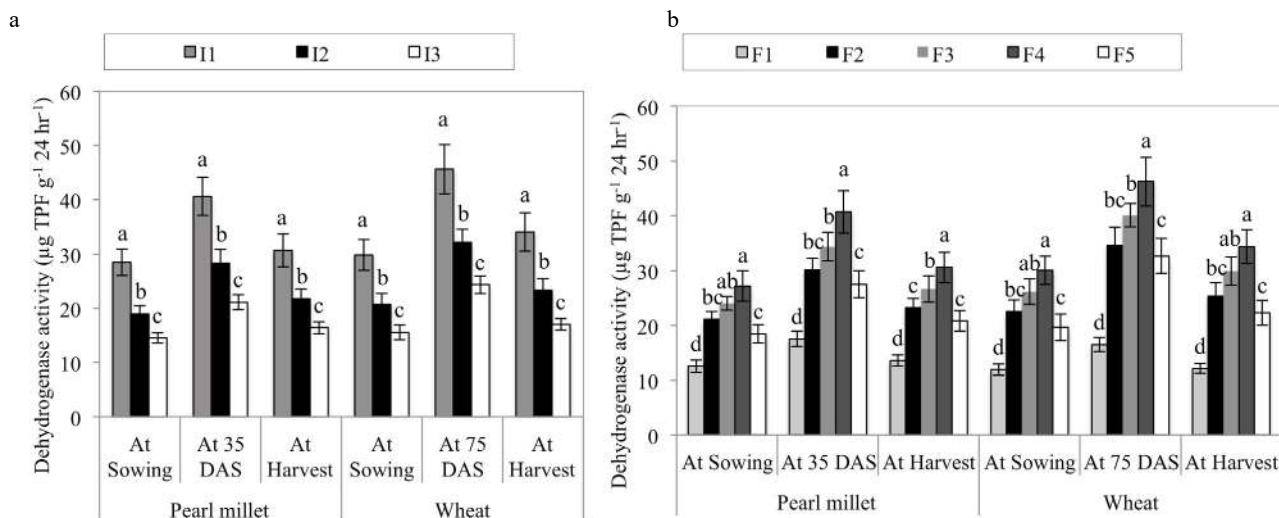 a
I1 I2 I3
Dehydrogenase activity (µg TPF g⁻¹ 24 hr⁻¹)
60
50
40
30
20
10
0
a b c a b c a b c a b c a b c a b c
At Sowing At 35 DAS At Harvest At Sowing At 75 DAS At Harvest
Pearl millet Wheat
b
F1 F2 F3 F4 F5
Dehydrogenase activity (µg TPF g⁻¹ 24 hr⁻¹)
60
50
40
30
20
10
0
d bc ab a c d bc b a c d c b a c d bc ab a c d bc b a c d bc ab a c
At Sowing At 35 DAS At Harvest At Sowing At 75 DAS At Harvest
Pearl millet Wheat